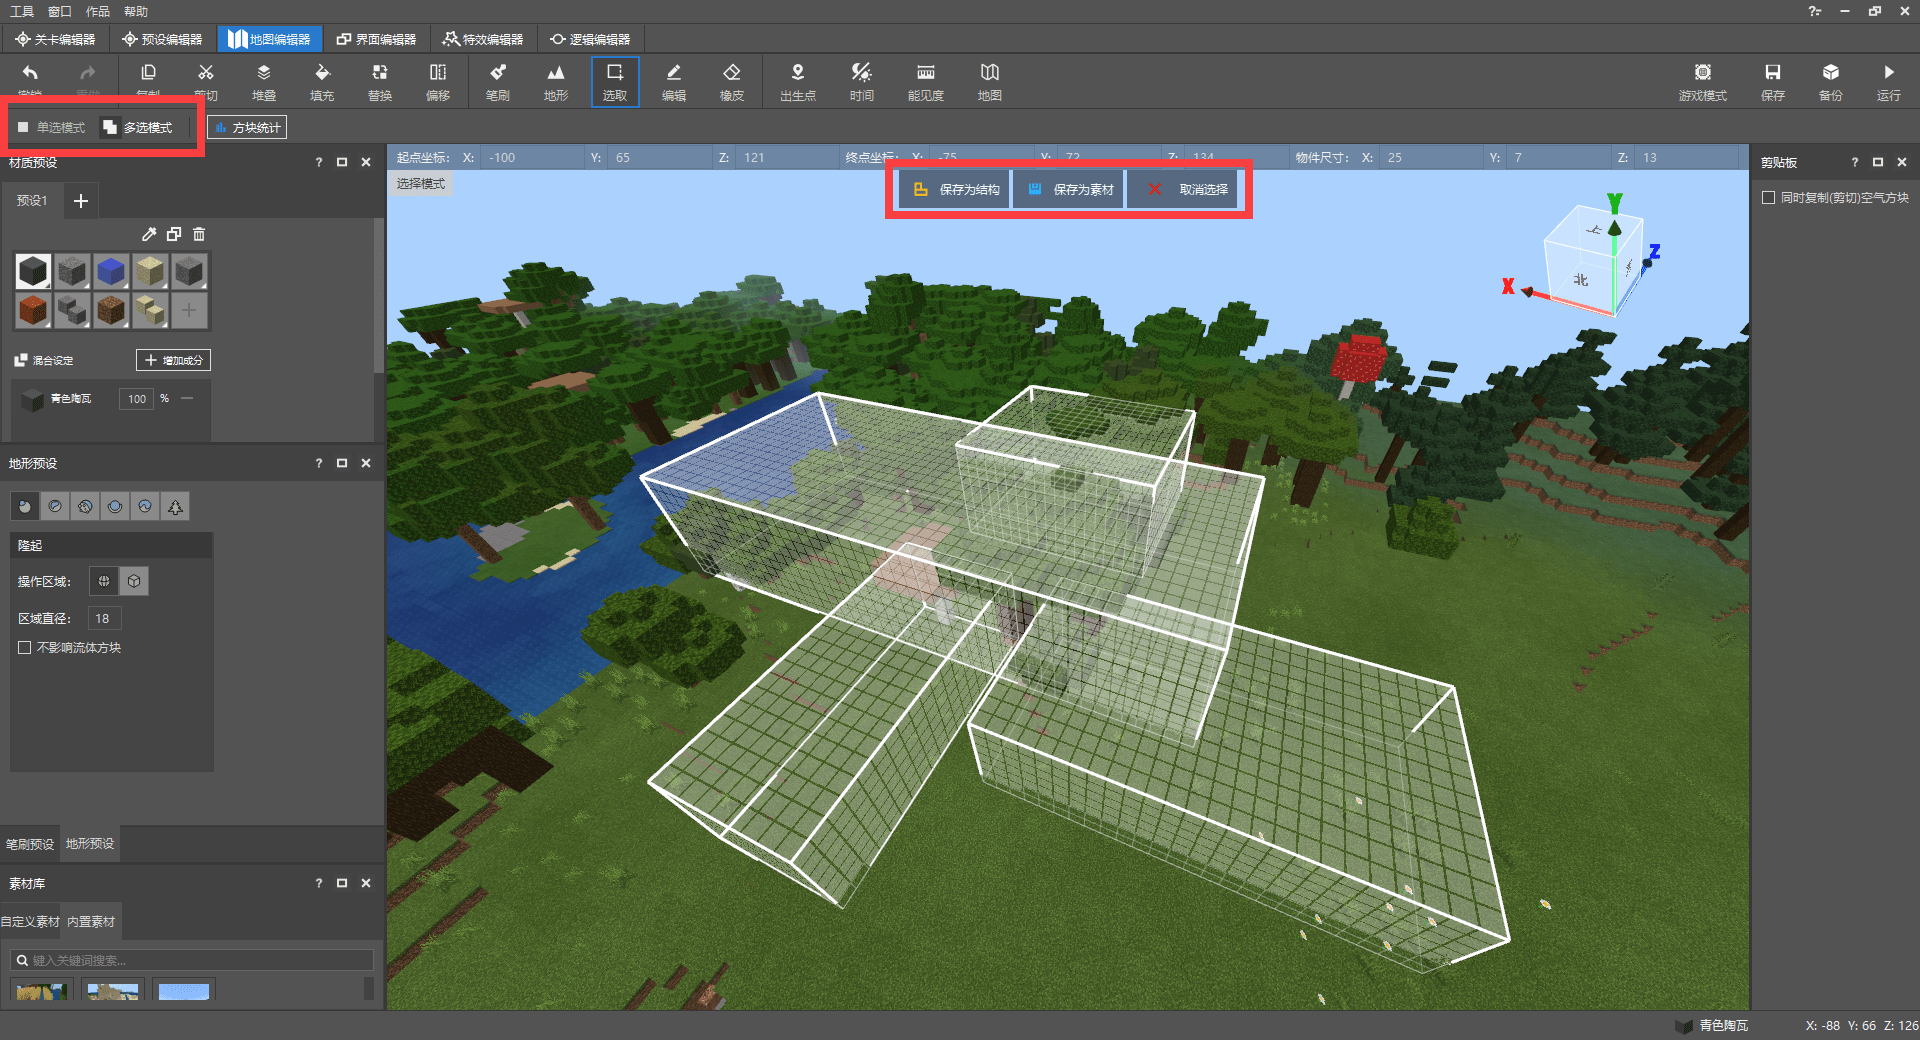 工具 窗口 作品 帮助
关卡编辑器 预设编辑器 地图编辑器 界面编辑器 特效编辑器 逻辑编辑器
剪切 堆叠 填充 替换 偏移 笔刷 地形 选取 编辑 橡皮 出生点 时间 能见度 地图 游戏模式 保存 备份 运行
单选模式 多选模式 方块统计
材质预设
起点坐标: X: -100 Y: 65 Z: 121 终点坐标: X: -75 Y: 72 Z: 134 物件尺寸: X: 25 Y: 7 Z: 13
剪贴板
选择模式
保存为结构 保存为素材 取消选择
同时复制(剪切)空气方块
预设1
Y
上
Z
北
X
混合设定 增加成分
青色陶瓦 100 %
地形预设
隆起
操作区域:
区域直径: 18
不影响流体方块
笔刷预设 地形预设
素材库
自定义素材 内置素材
键入关键词搜索...
青色陶瓦 X: -88 Y: 66 Z: 126